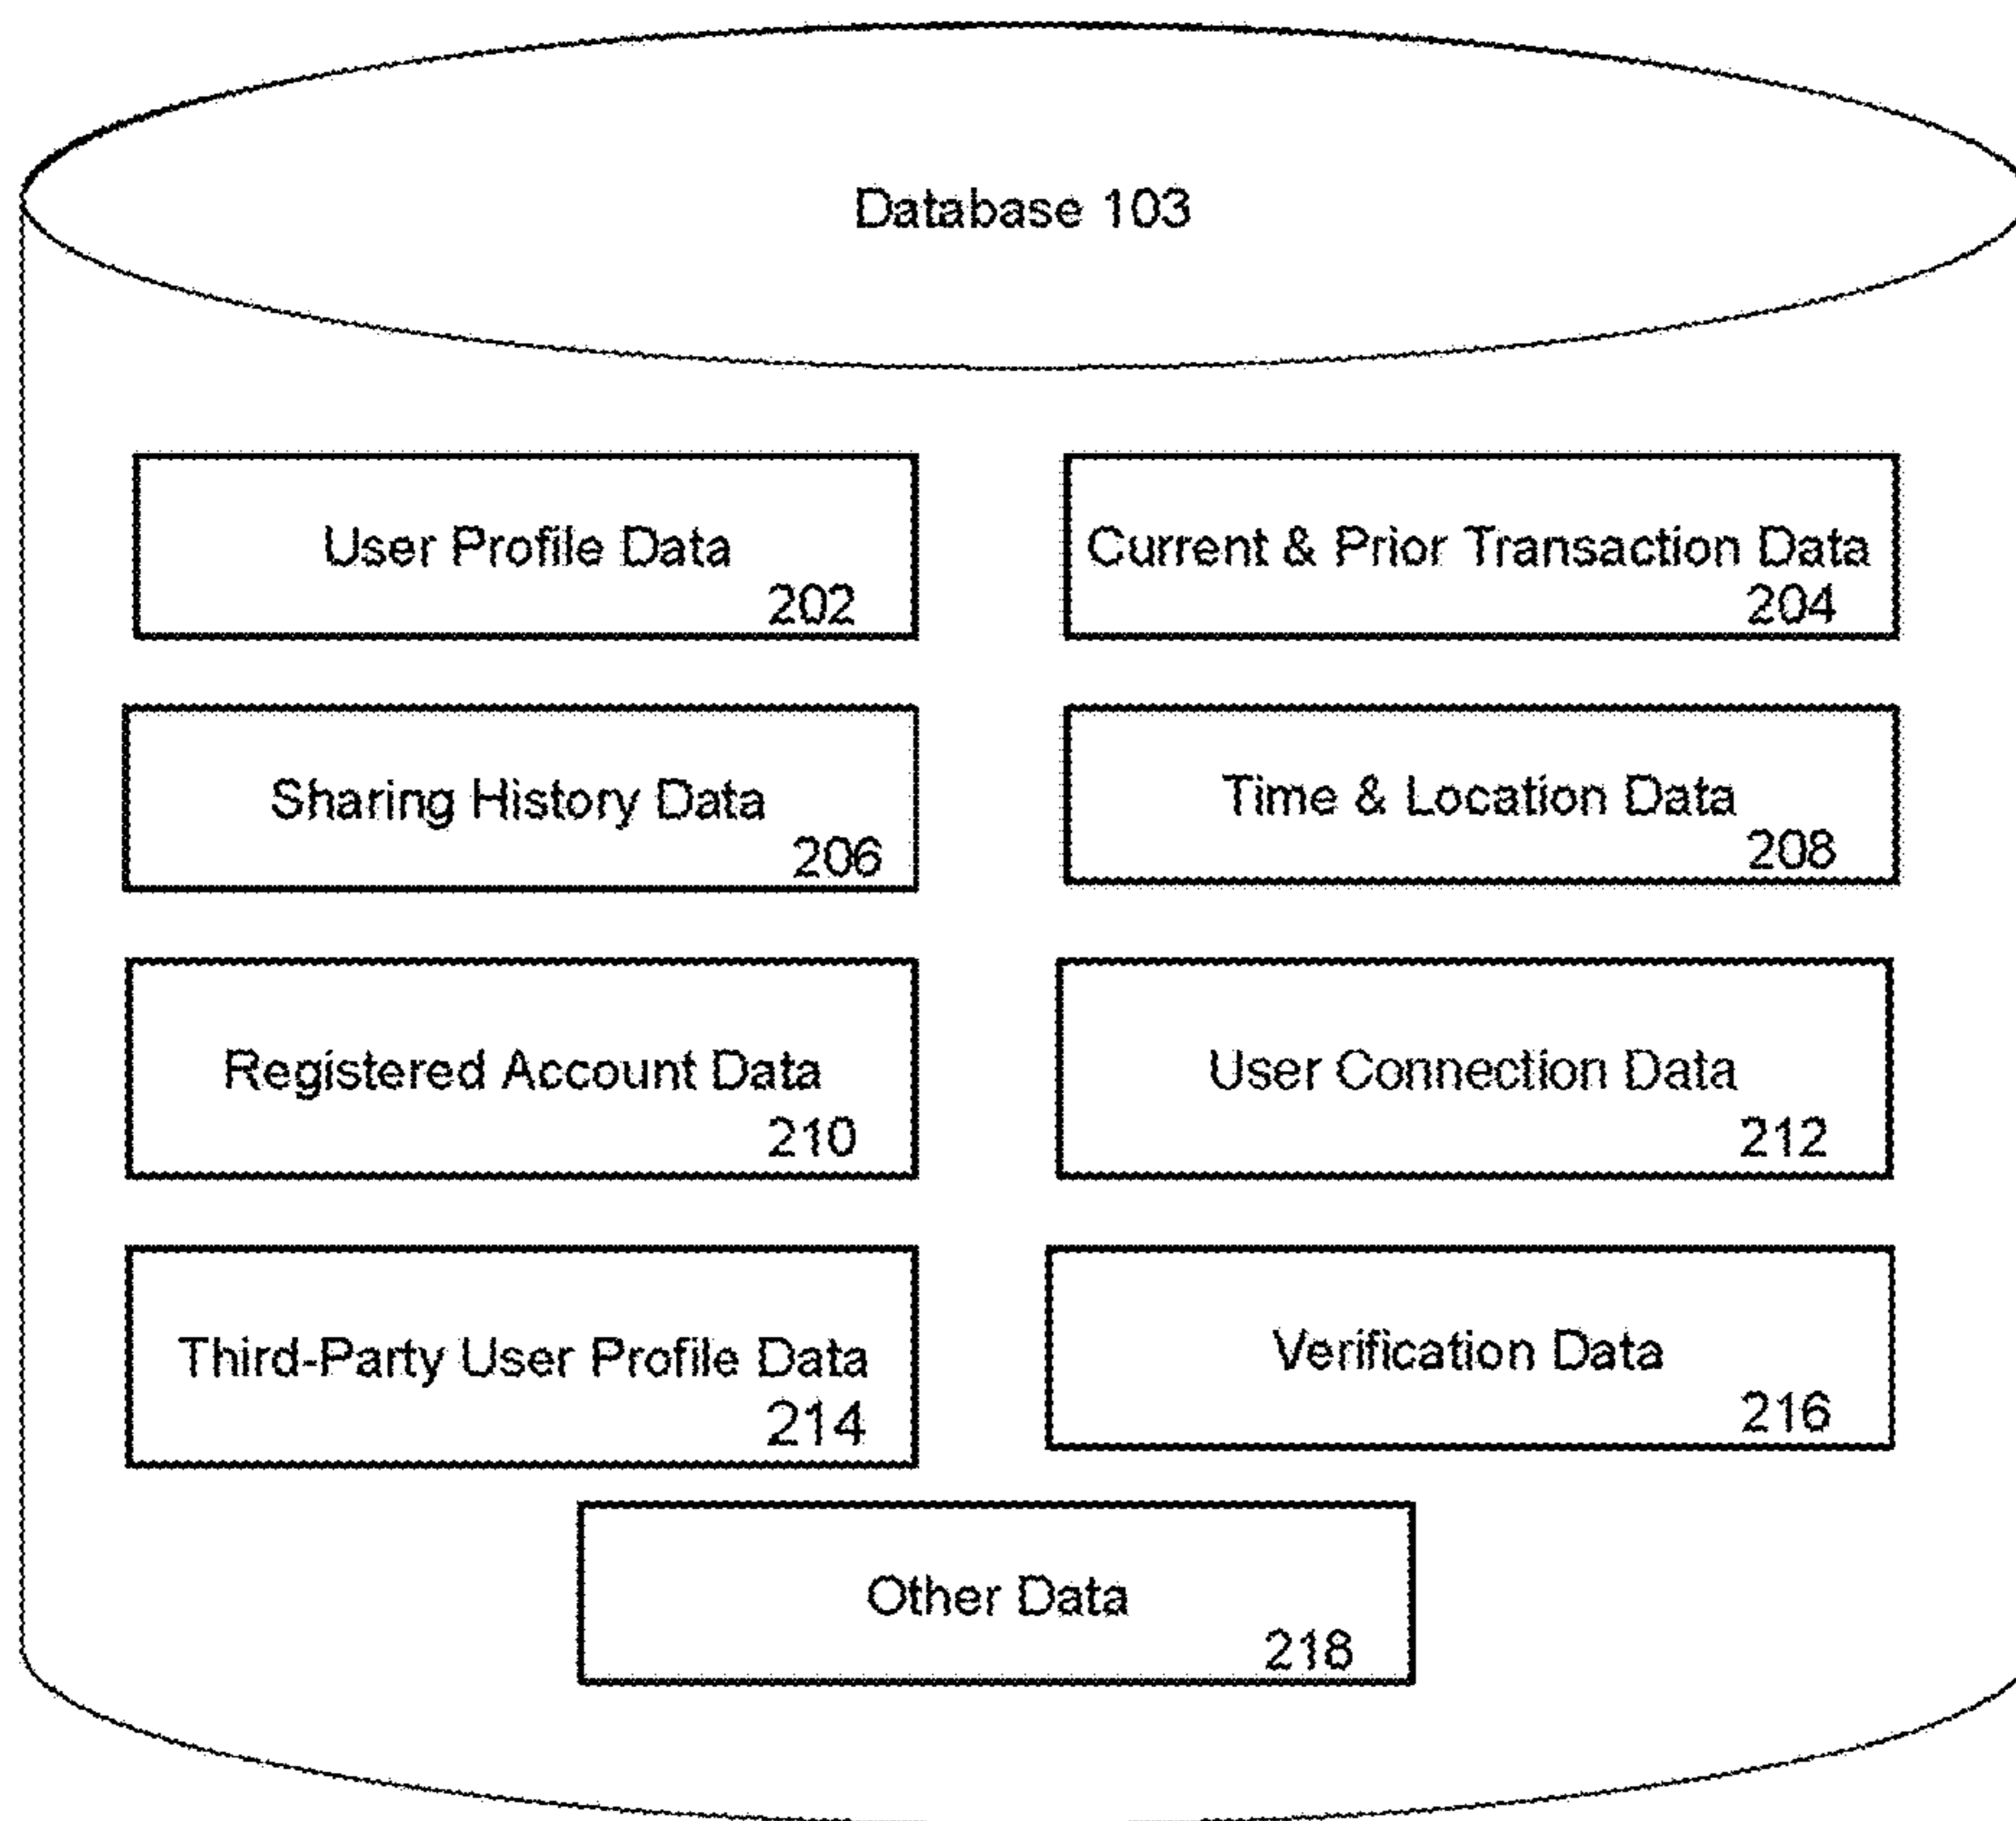 Database 103
User Profile Data
202
Current & Prior Transaction Data
204
Sharing History Data
206
Time & Location Data
208
Registered Account Data
210
User Connection Data
212
Third-Party User Profile Data
214
Verification Data
216
Other Data
218